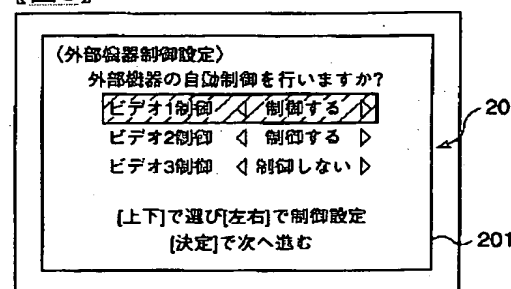 〈外部機器制御設定〉
外部機器の自動制御を行いますか?
ビデオ1制御 ◁ 制御する ▷
ビデオ2制御 ◁ 制御する ▷
ビデオ3制御 ◁ 制御しない ▷
[上下]で選び[左右]で制御設定
[決定]で次へ進む
20
201